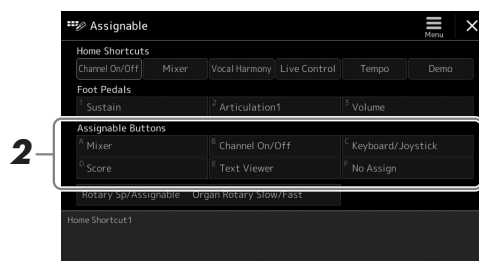 Assignable
Menu
Home Shortcuts
Channel On/Off Mixer Vocal Harmony Live Control Tempo Demo
Foot Pedals
1 Sustain 2 Articulation1 3 Volume
Assignable Buttons
A Mixer B Channel On/Off C Keyboard/Joystick
2
D Score E Text Viewer F No Assign
Rotary Sp/Assignable Organ Rotary Slow/Fast
Home Shortcut1